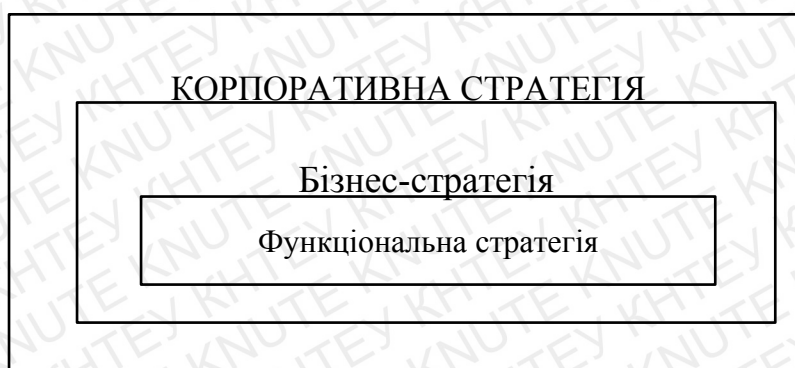 КОРПОРАТИВНА СТРАТЕГІЯ
Бізнес-стратегія
Функціональна стратегія